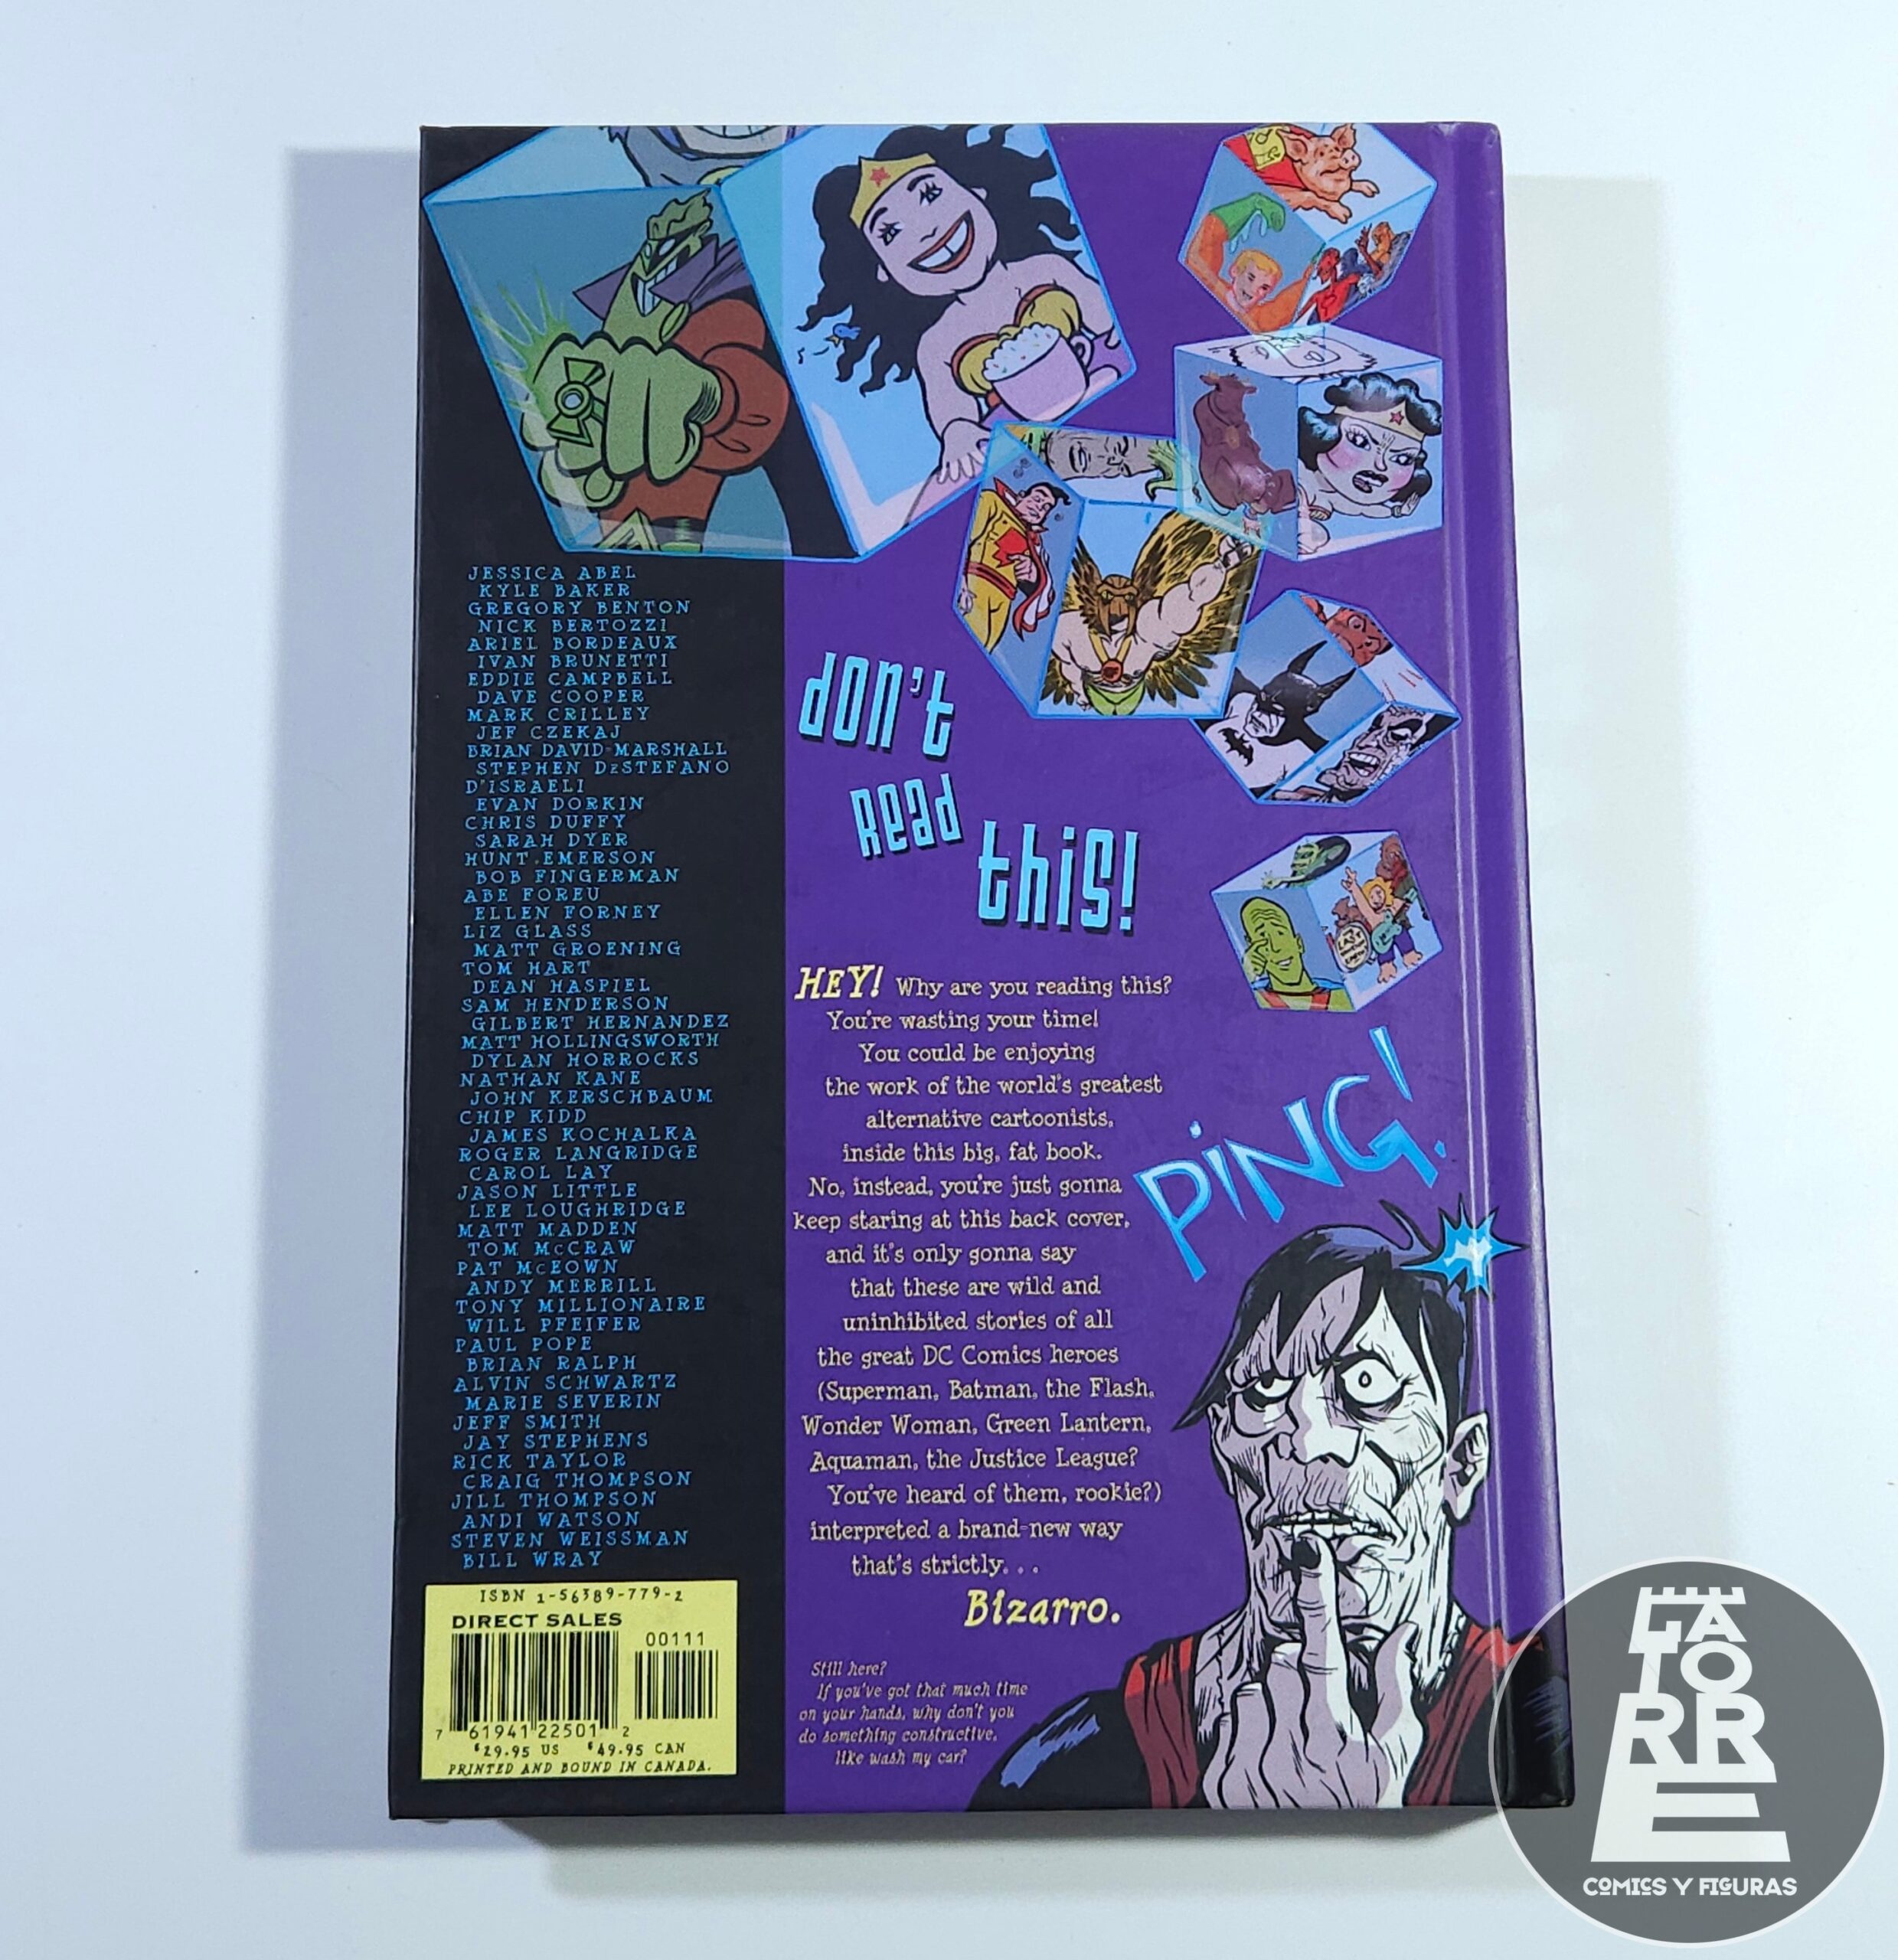 JESSICA ABEL
KYLE BAKER
GREGORY BENTON
NICK BERTOZZI
ARIEL BORDEAUX
IVAN BRUNETTI
EDDIE CAMPBELL
DAVE COOPER
MARK CRILLEY
JEF CZEKAJ
BRIAN DAVID-MARSHALL
STEPHEN DeSTEFANO
D'ISRAELI
EVAN DORKIN
CHRIS DUFFY
SARAH DYER
HUNT EMERSON
BOB FINGERMAN
ABE FOREU
ELLEN FORNEY
LIZ GLASS
MATT GROENING
TOM HART
DEAN HASPIEL
SAM HENDERSON
GILBERT HERNANDEZ
MATT HOLLINGSWORTH
DYLAN HORROCKS
NATHAN KANE
JOHN KERSCHBAUM
CHIP KIDD
JAMES KOCHALKA
ROGER LANGRIDGE
CAROL LAY
JASON LITTLE
LEE LOUGHRIDGE
MATT MADDEN
TOM McCRAW
PAT McEOWN
ANDY MERRILL
TONY MILLIONAIRE
WILL PFEIFER
PAUL POPE
BRIAN RALPH
ALVIN SCHWARTZ
MARIE SEVERIN
JEFF SMITH
JAY STEPHENS
RICK TAYLOR
CRAIG THOMPSON
JILL THOMPSON
ANDI WATSON
STEVEN WEISSMAN
BILL WRAY
ISBN 1-56389-779-2
DIRECT SALES
00111
7 61941 22501 2
$29.95 US $49.95 CAN
PRINTED AND BOUND IN CANADA.
don't
Read
this!
HEY! Why are you reading this?
You're wasting your time!
You could be enjoying
the work of the world's greatest
alternative cartoonists,
inside this big, fat book.
No, instead, you're just gonna
keep staring at this back cover,
and it's only gonna say
that these are wild and
uninhibited stories of all
the great DC Comics heroes
(Superman, Batman, the Flash,
Wonder Woman, Green Lantern,
Aquaman, the Justice League?
You've heard of them, rookie?)
interpreted a brand-new way
that's strictly. . .
Bizarro.
Still here?
If you've got that much time
on your hands, why don't you
do something constructive,
like wash my car?
PING!
LA
TO
RR
E
COMICS Y FIGURAS